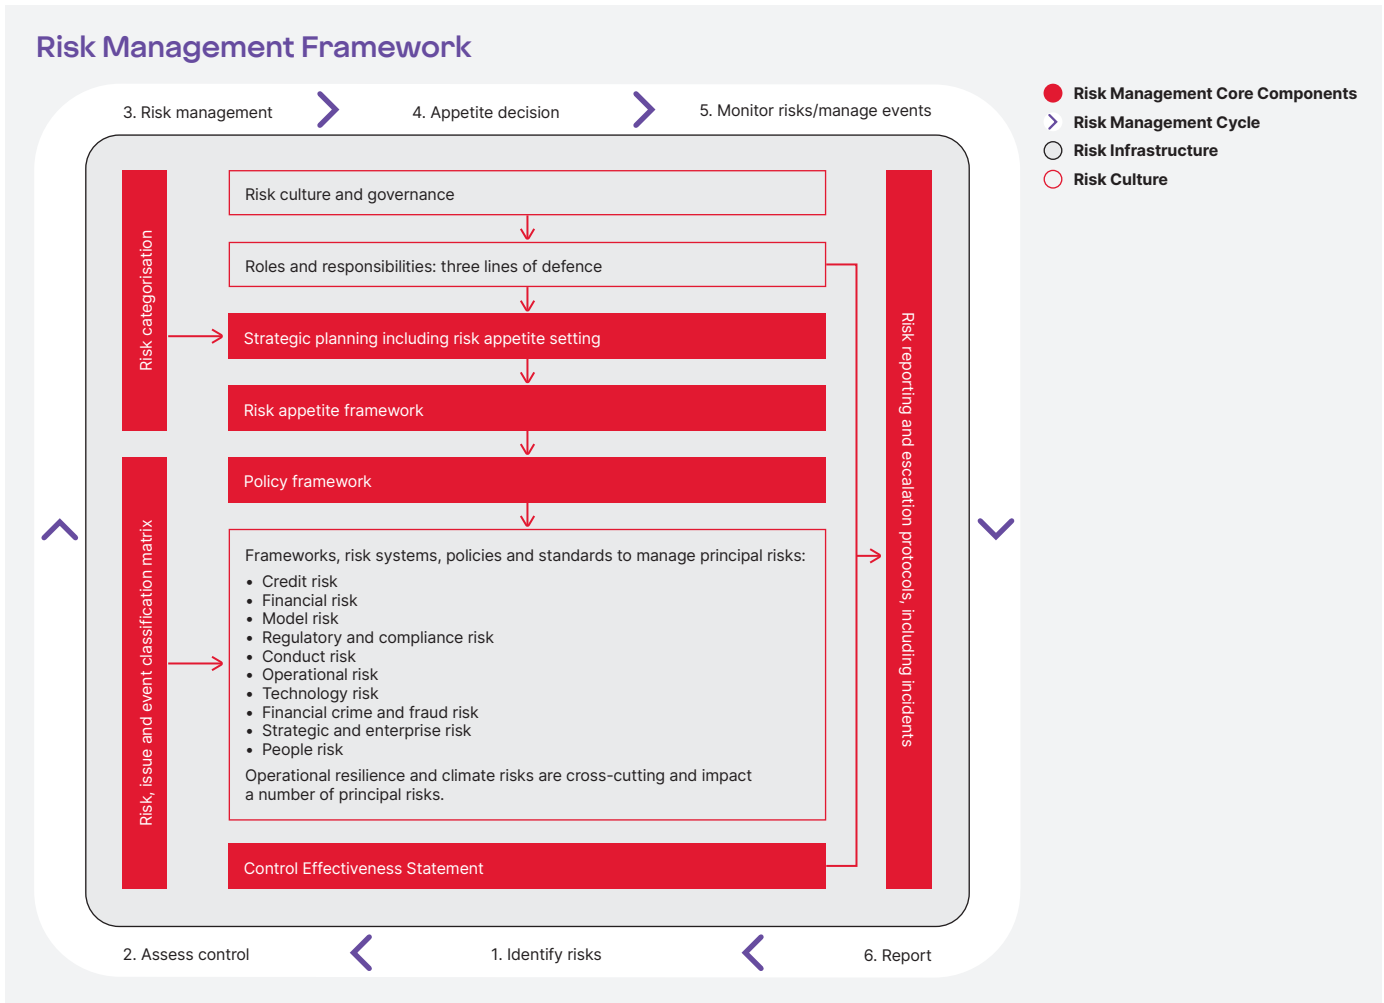 Risk Management Framework
3. Risk management
4. Appetite decision
5. Monitor risks/manage events
Risk Management Core Components
Risk Management Cycle
Risk Infrastructure
Risk Culture
Risk categorisation
Risk, issue and event classification matrix
Risk culture and governance
Roles and responsibilities: three lines of defence
Strategic planning including risk appetite setting
Risk appetite framework
Policy framework
Frameworks, risk systems, policies and standards to manage principal risks:
• Credit risk
• Financial risk
• Model risk
• Regulatory and compliance risk
• Conduct risk
• Operational risk
• Technology risk
• Financial crime and fraud risk
• Strategic and enterprise risk
• People risk
Operational resilience and climate risks are cross-cutting and impact
a number of principal risks.
Control Effectiveness Statement
Risk reporting and escalation protocols, including incidents
2. Assess control
1. Identify risks
6. Report